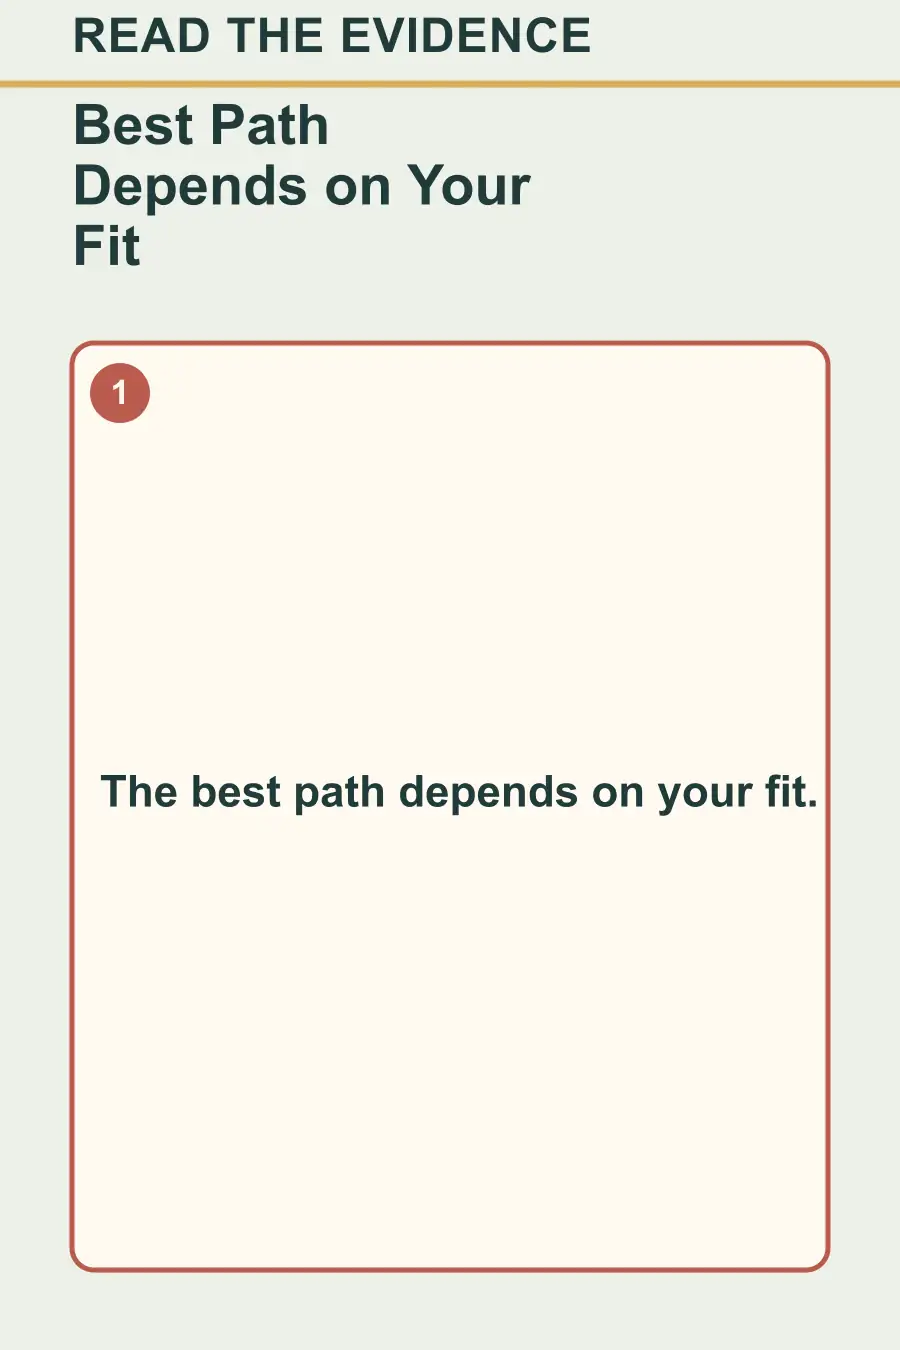 READ THE EVIDENCE
Best Path
Depends on Your
Fit
1
The best path depends on your fit.